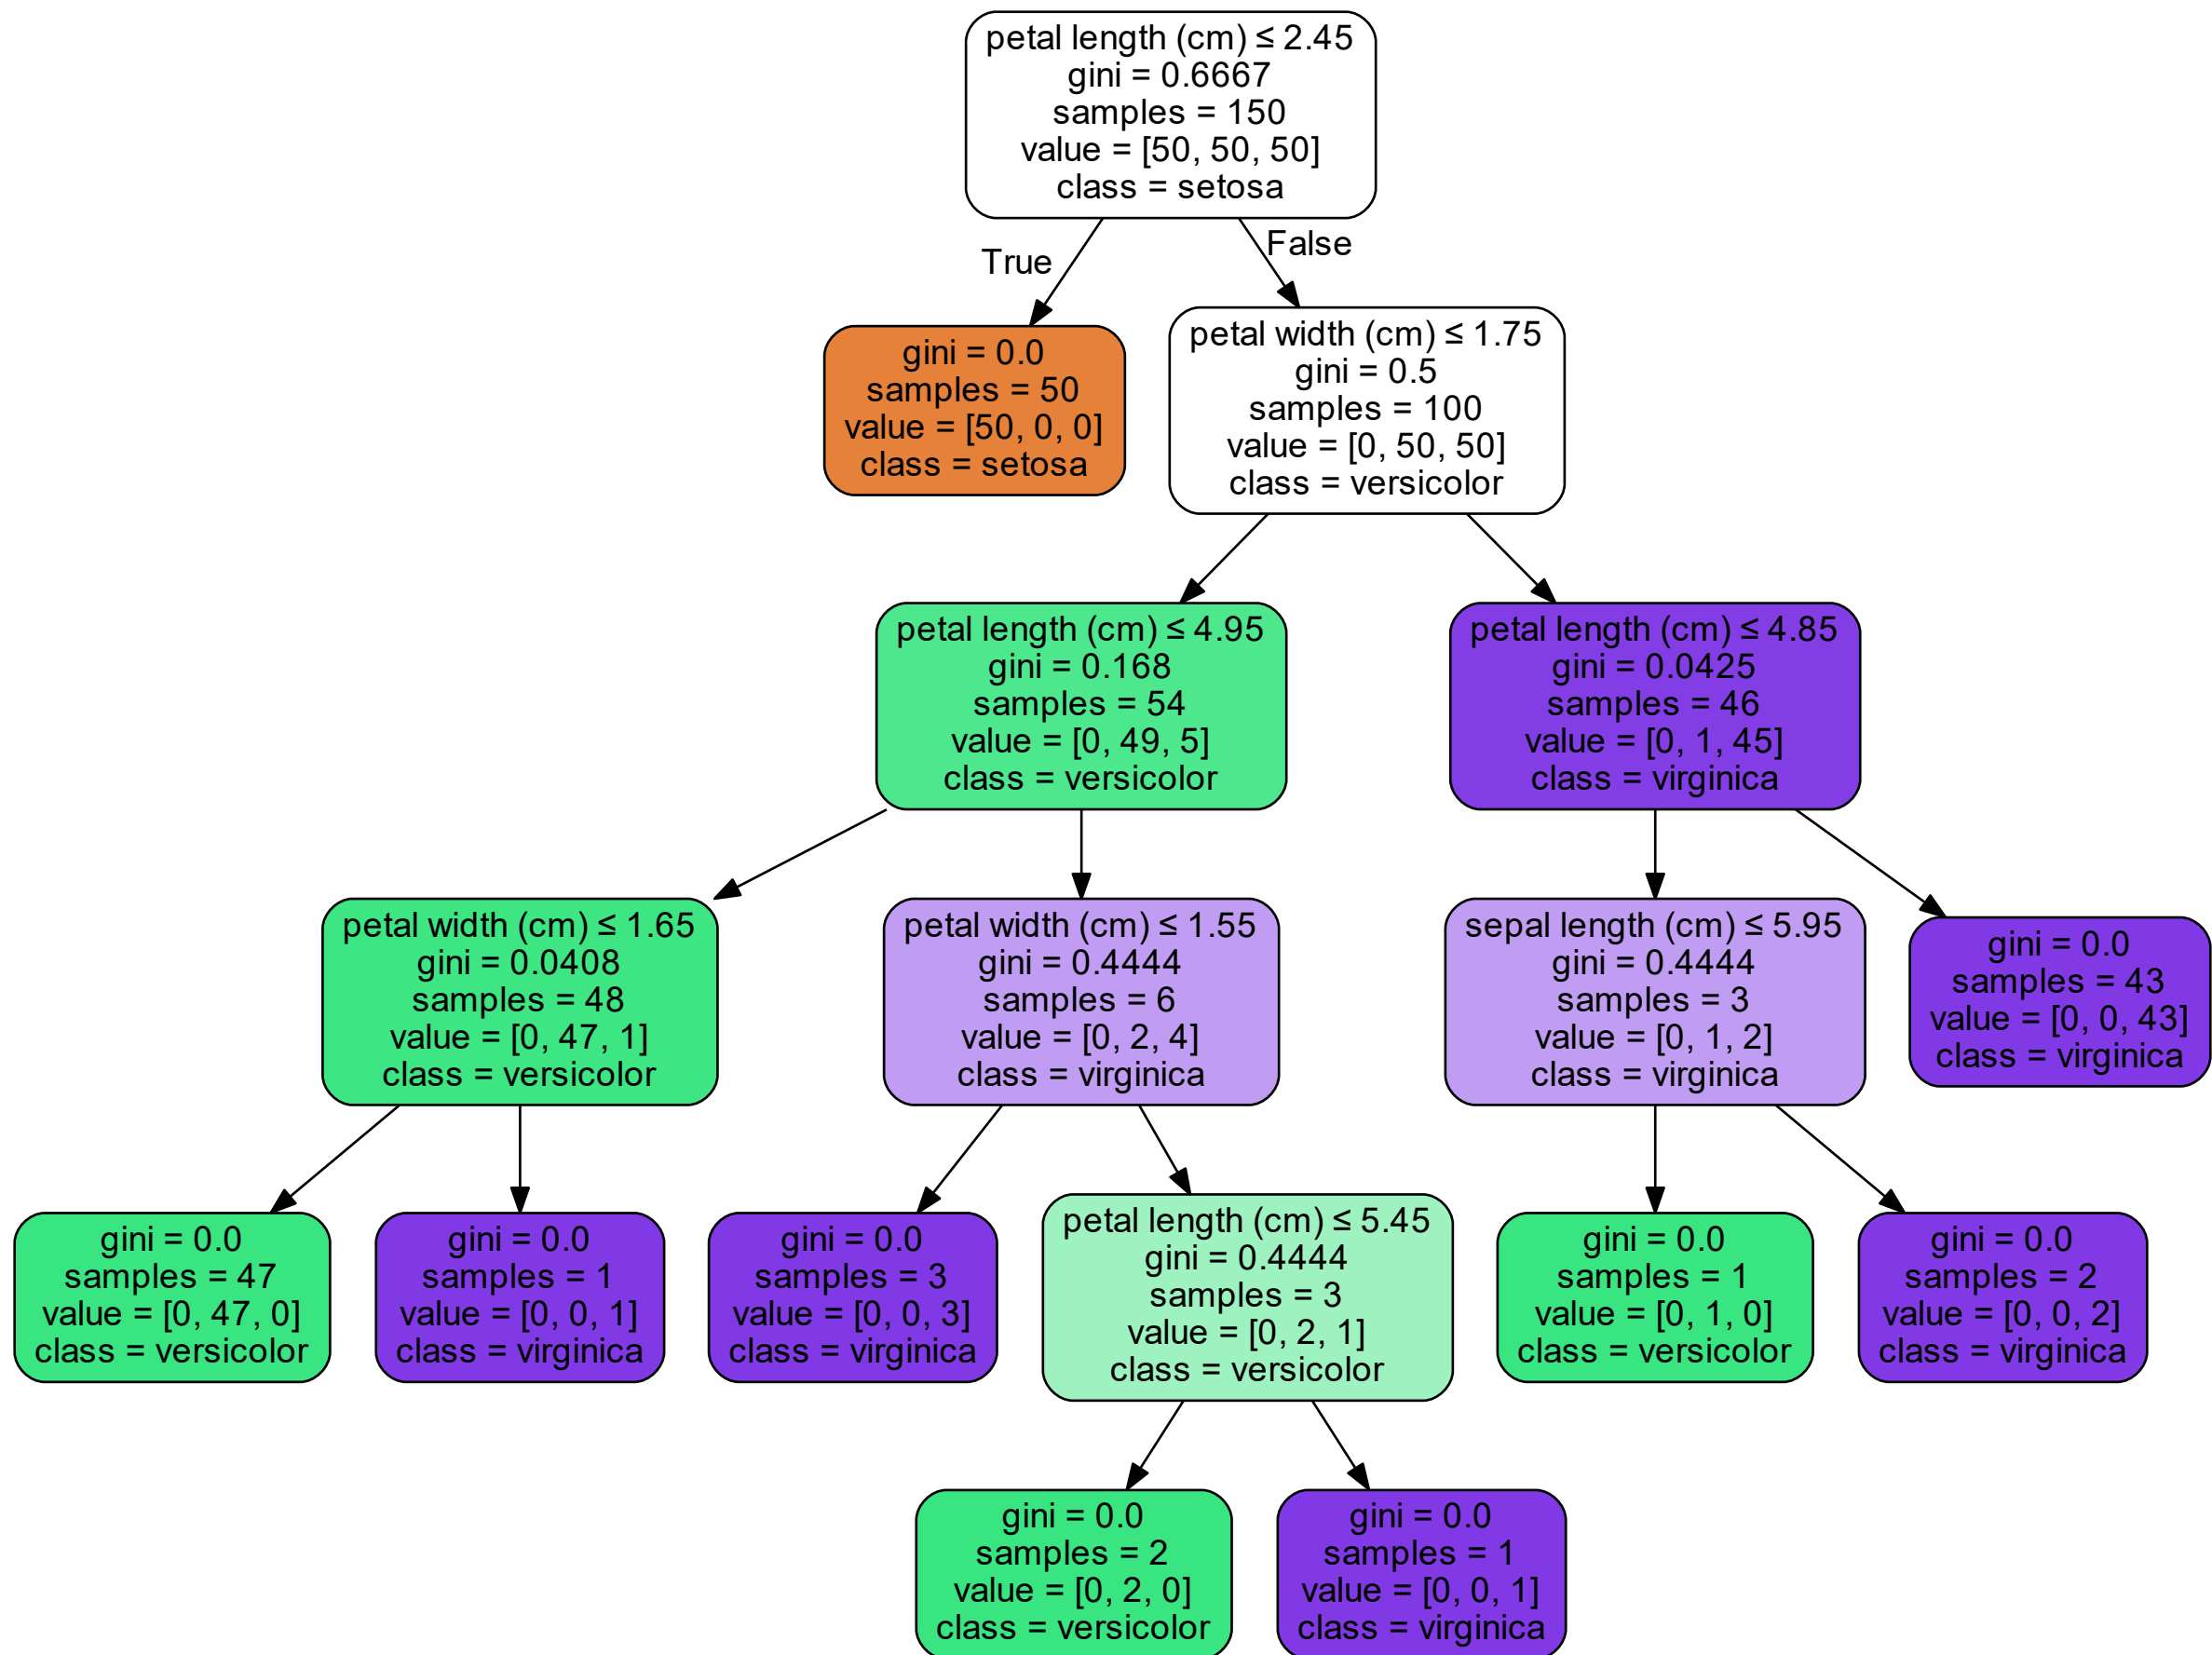 petal length (cm) ≤ 2.45
gini = 0.6667
samples = 150
value = [50, 50, 50]
class = setosa
True
False
gini = 0.0
samples = 50
value = [50, 0, 0]
class = setosa
petal width (cm) ≤ 1.75
gini = 0.5
samples = 100
value = [0, 50, 50]
class = versicolor
petal length (cm) ≤ 4.95
gini = 0.168
samples = 54
value = [0, 49, 5]
class = versicolor
petal length (cm) ≤ 4.85
gini = 0.0425
samples = 46
value = [0, 1, 45]
class = virginica
petal width (cm) ≤ 1.65
gini = 0.0408
samples = 48
value = [0, 47, 1]
class = versicolor
petal width (cm) ≤ 1.55
gini = 0.4444
samples = 6
value = [0, 2, 4]
class = virginica
sepal length (cm) ≤ 5.95
gini = 0.4444
samples = 3
value = [0, 1, 2]
class = virginica
gini = 0.0
samples = 43
value = [0, 0, 43]
class = virginica
gini = 0.0
samples = 47
value = [0, 47, 0]
class = versicolor
gini = 0.0
samples = 1
value = [0, 0, 1]
class = virginica
gini = 0.0
samples = 3
value = [0, 0, 3]
class = virginica
petal length (cm) ≤ 5.45
gini = 0.4444
samples = 3
value = [0, 2, 1]
class = versicolor
gini = 0.0
samples = 1
value = [0, 1, 0]
class = versicolor
gini = 0.0
samples = 2
value = [0, 0, 2]
class = virginica
gini = 0.0
samples = 2
value = [0, 2, 0]
class = versicolor
gini = 0.0
samples = 1
value = [0, 0, 1]
class = virginica